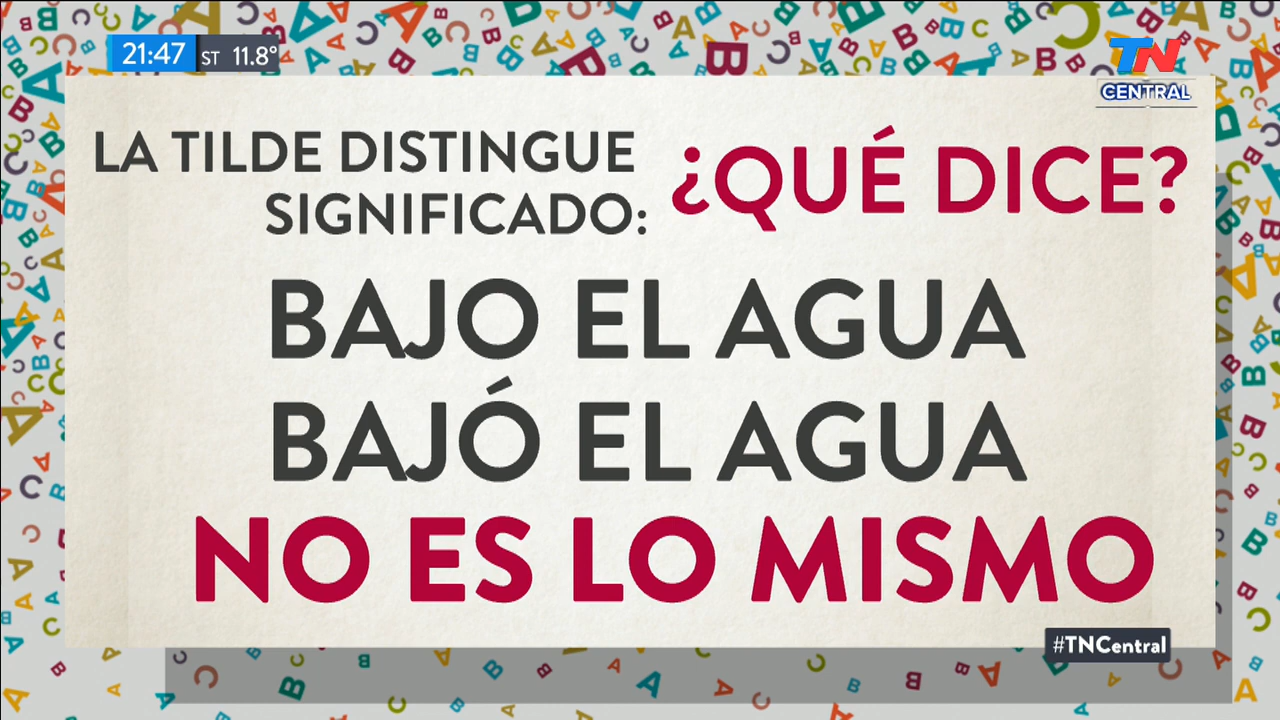 21:47 ST 11.8°
TN
CENTRAL
LA TILDE DISTINGUE
SIGNIFICADO:
¿QUÉ DICE?
BAJO EL AGUA
BAJÓ EL AGUA
NO ES LO MISMO
#TNCentral